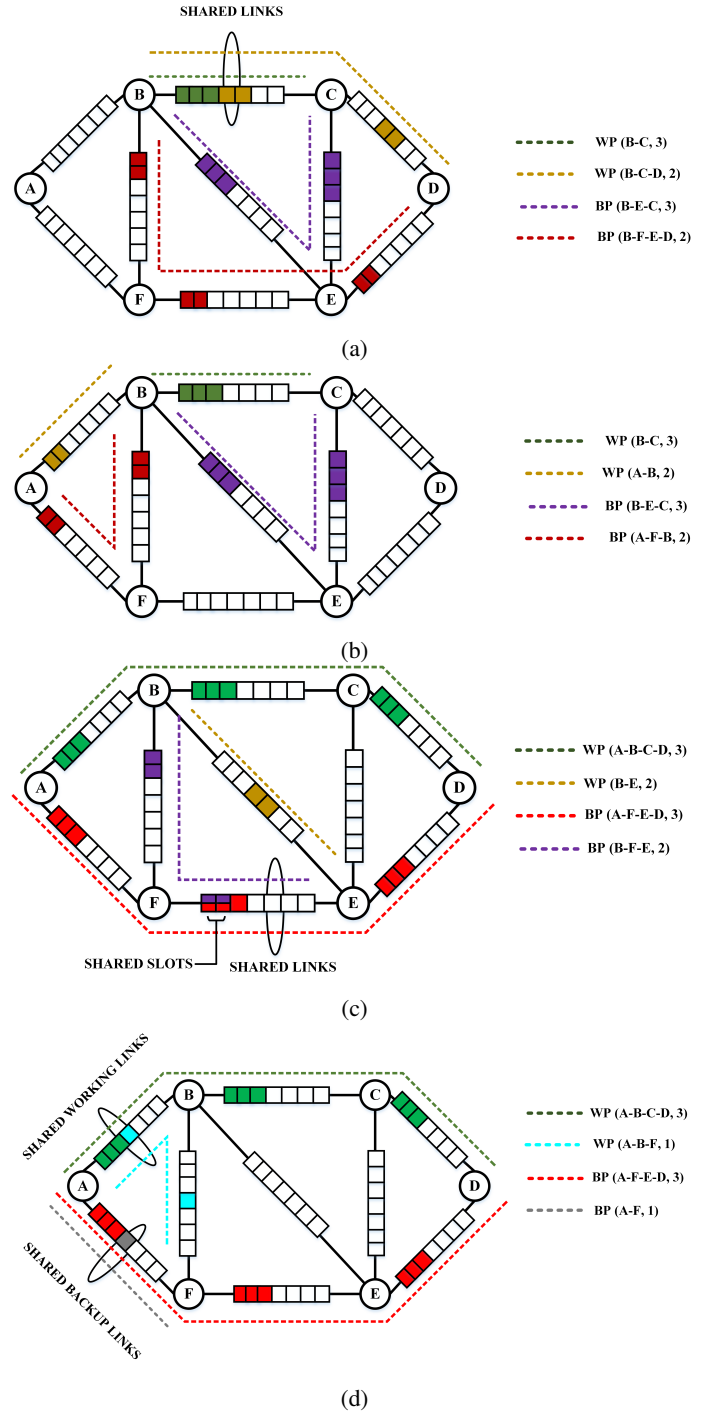 SHARED LINKS
B
C
A
D
F
E
WP (B-C, 3)
WP (B-C-D, 2)
BP (B-E-C, 3)
BP (B-F-E-D, 2)
(a)
B
C
A
D
F
E
WP (B-C, 3)
WP (A-B, 2)
BP (B-E-C, 3)
BP (A-F-B, 2)
(b)
B
C
A
D
F
E
SHARED SLOTS
SHARED LINKS
WP (A-B-C-D, 3)
WP (B-E, 2)
BP (A-F-E-D, 3)
BP (B-F-E, 2)
(c)
SHARED WORKING LINKS
B
C
A
D
F
E
SHARED BACKUP LINKS
WP (A-B-C-D, 3)
WP (A-B-F, 1)
BP (A-F-E-D, 3)
BP (A-F, 1)
(d)